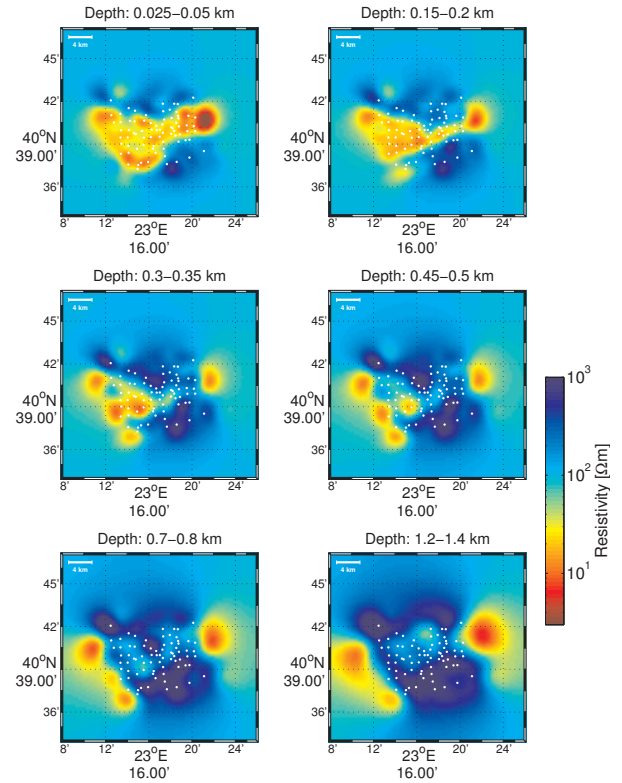 Depth: 0.025–0.05 km
Depth: 0.15–0.2 km
4 km
4 km
45'
42'
40°N
39.00'
36'
8'
12'
23°E
16.00'
20'
24'
45'
42'
40°N
39.00'
36'
8'
12'
23°E
16.00'
20'
24'
Depth: 0.3–0.35 km
Depth: 0.45–0.5 km
4 km
4 km
45'
42'
40°N
39.00'
36'
8'
12'
23°E
16.00'
20'
24'
45'
42'
40°N
39.00'
36'
8'
12'
23°E
16.00'
20'
24'
Depth: 0.7–0.8 km
Depth: 1.2–1.4 km
4 km
4 km
45'
42'
40°N
39.00'
36'
8'
12'
23°E
16.00'
20'
24'
45'
42'
40°N
39.00'
36'
8'
12'
23°E
16.00'
20'
24'
10³
10²
10¹
Resistivity [Ωm]